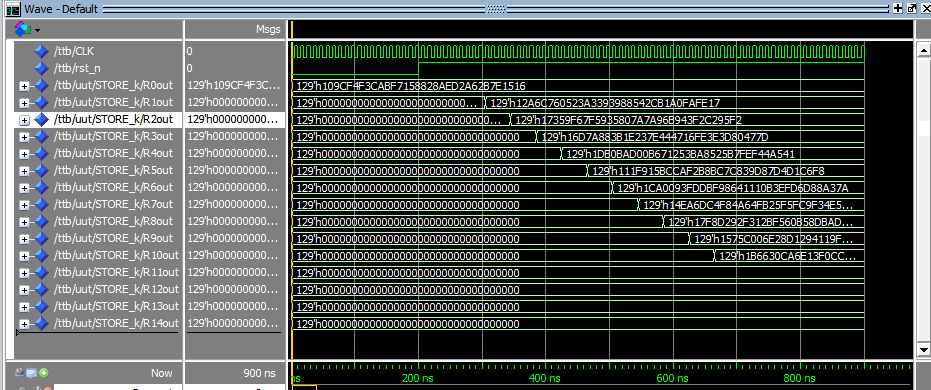 Wave - Default
Msgs
/ttb/CLK 0
/ttb/rst_n 0
/ttb/uut/STORE_k/R0out 129'h109CF4F3C... 129'h109CF4F3CABF7158828AED2A62B7E1516
/ttb/uut/STORE_k/R1out 129'h000000000... 129'h0000000000000000000000000... 129'h12A6C760523A3393988542CB1A0FAFE17
/ttb/uut/STORE_k/R2out 129'h000000000... 129'h0000000000000000000000000000... 129'h17359F67F5935807A7A96B943F2C295F2
/ttb/uut/STORE_k/R3out 129'h000000000... 129'h000000000000000000000000000000000 129'h16D7A883B1E237E444716FE3E3D80477D
/ttb/uut/STORE_k/R4out 129'h000000000... 129'h000000000000000000000000000000000 129'h1DB0BAD00B671253BA8525B7FEF44A541
/ttb/uut/STORE_k/R5out 129'h000000000... 129'h000000000000000000000000000000000 129'h111F915BCCAF2B8BC7C839D87D4D1C6F8
/ttb/uut/STORE_k/R6out 129'h000000000... 129'h000000000000000000000000000000000 129'h1CA0093FDDBF98641110B3EFD6D88A37A
/ttb/uut/STORE_k/R7out 129'h000000000... 129'h000000000000000000000000000000000 129'h14EA6DC4F84A64FB25F5FC9F34E5...
/ttb/uut/STORE_k/R8out 129'h000000000... 129'h000000000000000000000000000000000 129'h17F8D292F312BF560B58DBAD...
/ttb/uut/STORE_k/R9out 129'h000000000... 129'h000000000000000000000000000000000 129'h1575C006E28D1294119F...
/ttb/uut/STORE_k/R10out 129'h000000000... 129'h000000000000000000000000000000000 129'h1B6630CA6E13F0CC...
/ttb/uut/STORE_k/R11out 129'h000000000... 129'h000000000000000000000000000000000
/ttb/uut/STORE_k/R12out 129'h000000000... 129'h000000000000000000000000000000000
/ttb/uut/STORE_k/R13out 129'h000000000... 129'h000000000000000000000000000000000
/ttb/uut/STORE_k/R14out 129'h000000000... 129'h000000000000000000000000000000000
Now 900 ns ns 200 ns 400 ns 600 ns 800 ns